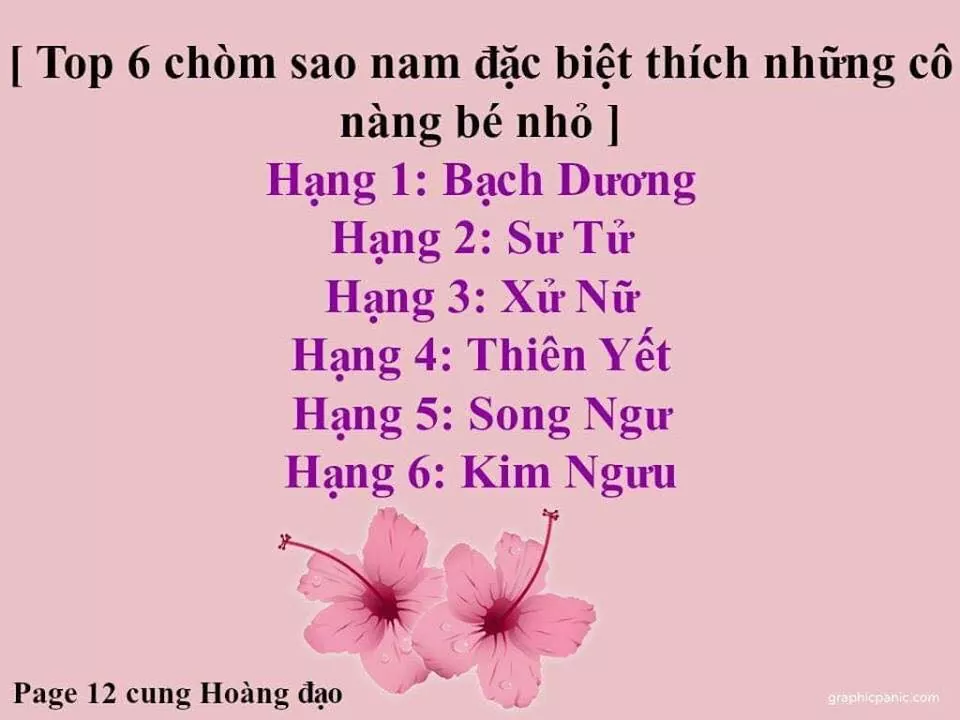 [ Top 6 chòm sao nam đặc biệt thích những cô
nàng bé nhỏ ]
Hạng 1: Bạch Dương
Hạng 2: Sư Tử
Hạng 3: Xử Nữ
Hạng 4: Thiên Yết
Hạng 5: Song Ngư
Hạng 6: Kim Ngưu
Page 12 cung Hoàng đạo
graphicpanic.com